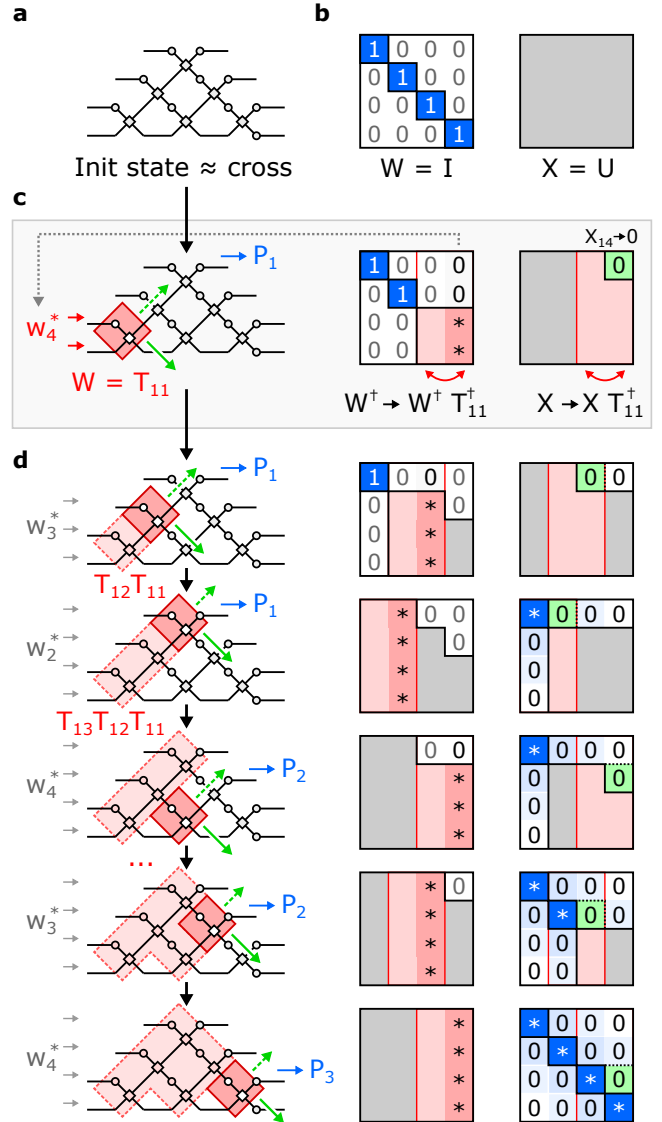 a
Init state ≈ cross
b
1 0 0 0
0 1 0 0
0 0 1 0
0 0 0 1
W = I
X = U
c
→ P₁
w₄*
W = T₁₁
1 0 0 0
0 1 0 0
0 0 *
0 0 *
W† → W† T₁₁†
X₁₄→0
0
X → X T₁₁†
d
→ P₁
w₃*
T₁₂T₁₁
1 0 0 0
0 * 0
0 *
0 *
0 0
→ P₁
w₂*
T₁₃T₁₂T₁₁
* 0 0
* 0
*
*
* 0 0 0
0
0
0
→ P₂
w₄*
...
0 0
*
*
*
* 0 0 0
0 0
0
0
→ P₂
w₃*
* 0
*
*
*
* 0 0 0
0 * 0 0
0 0
0 0
→ P₃
w₄*
*
*
*
*
* 0 0 0
0 * 0 0
0 0 * 0
0 0 0 *